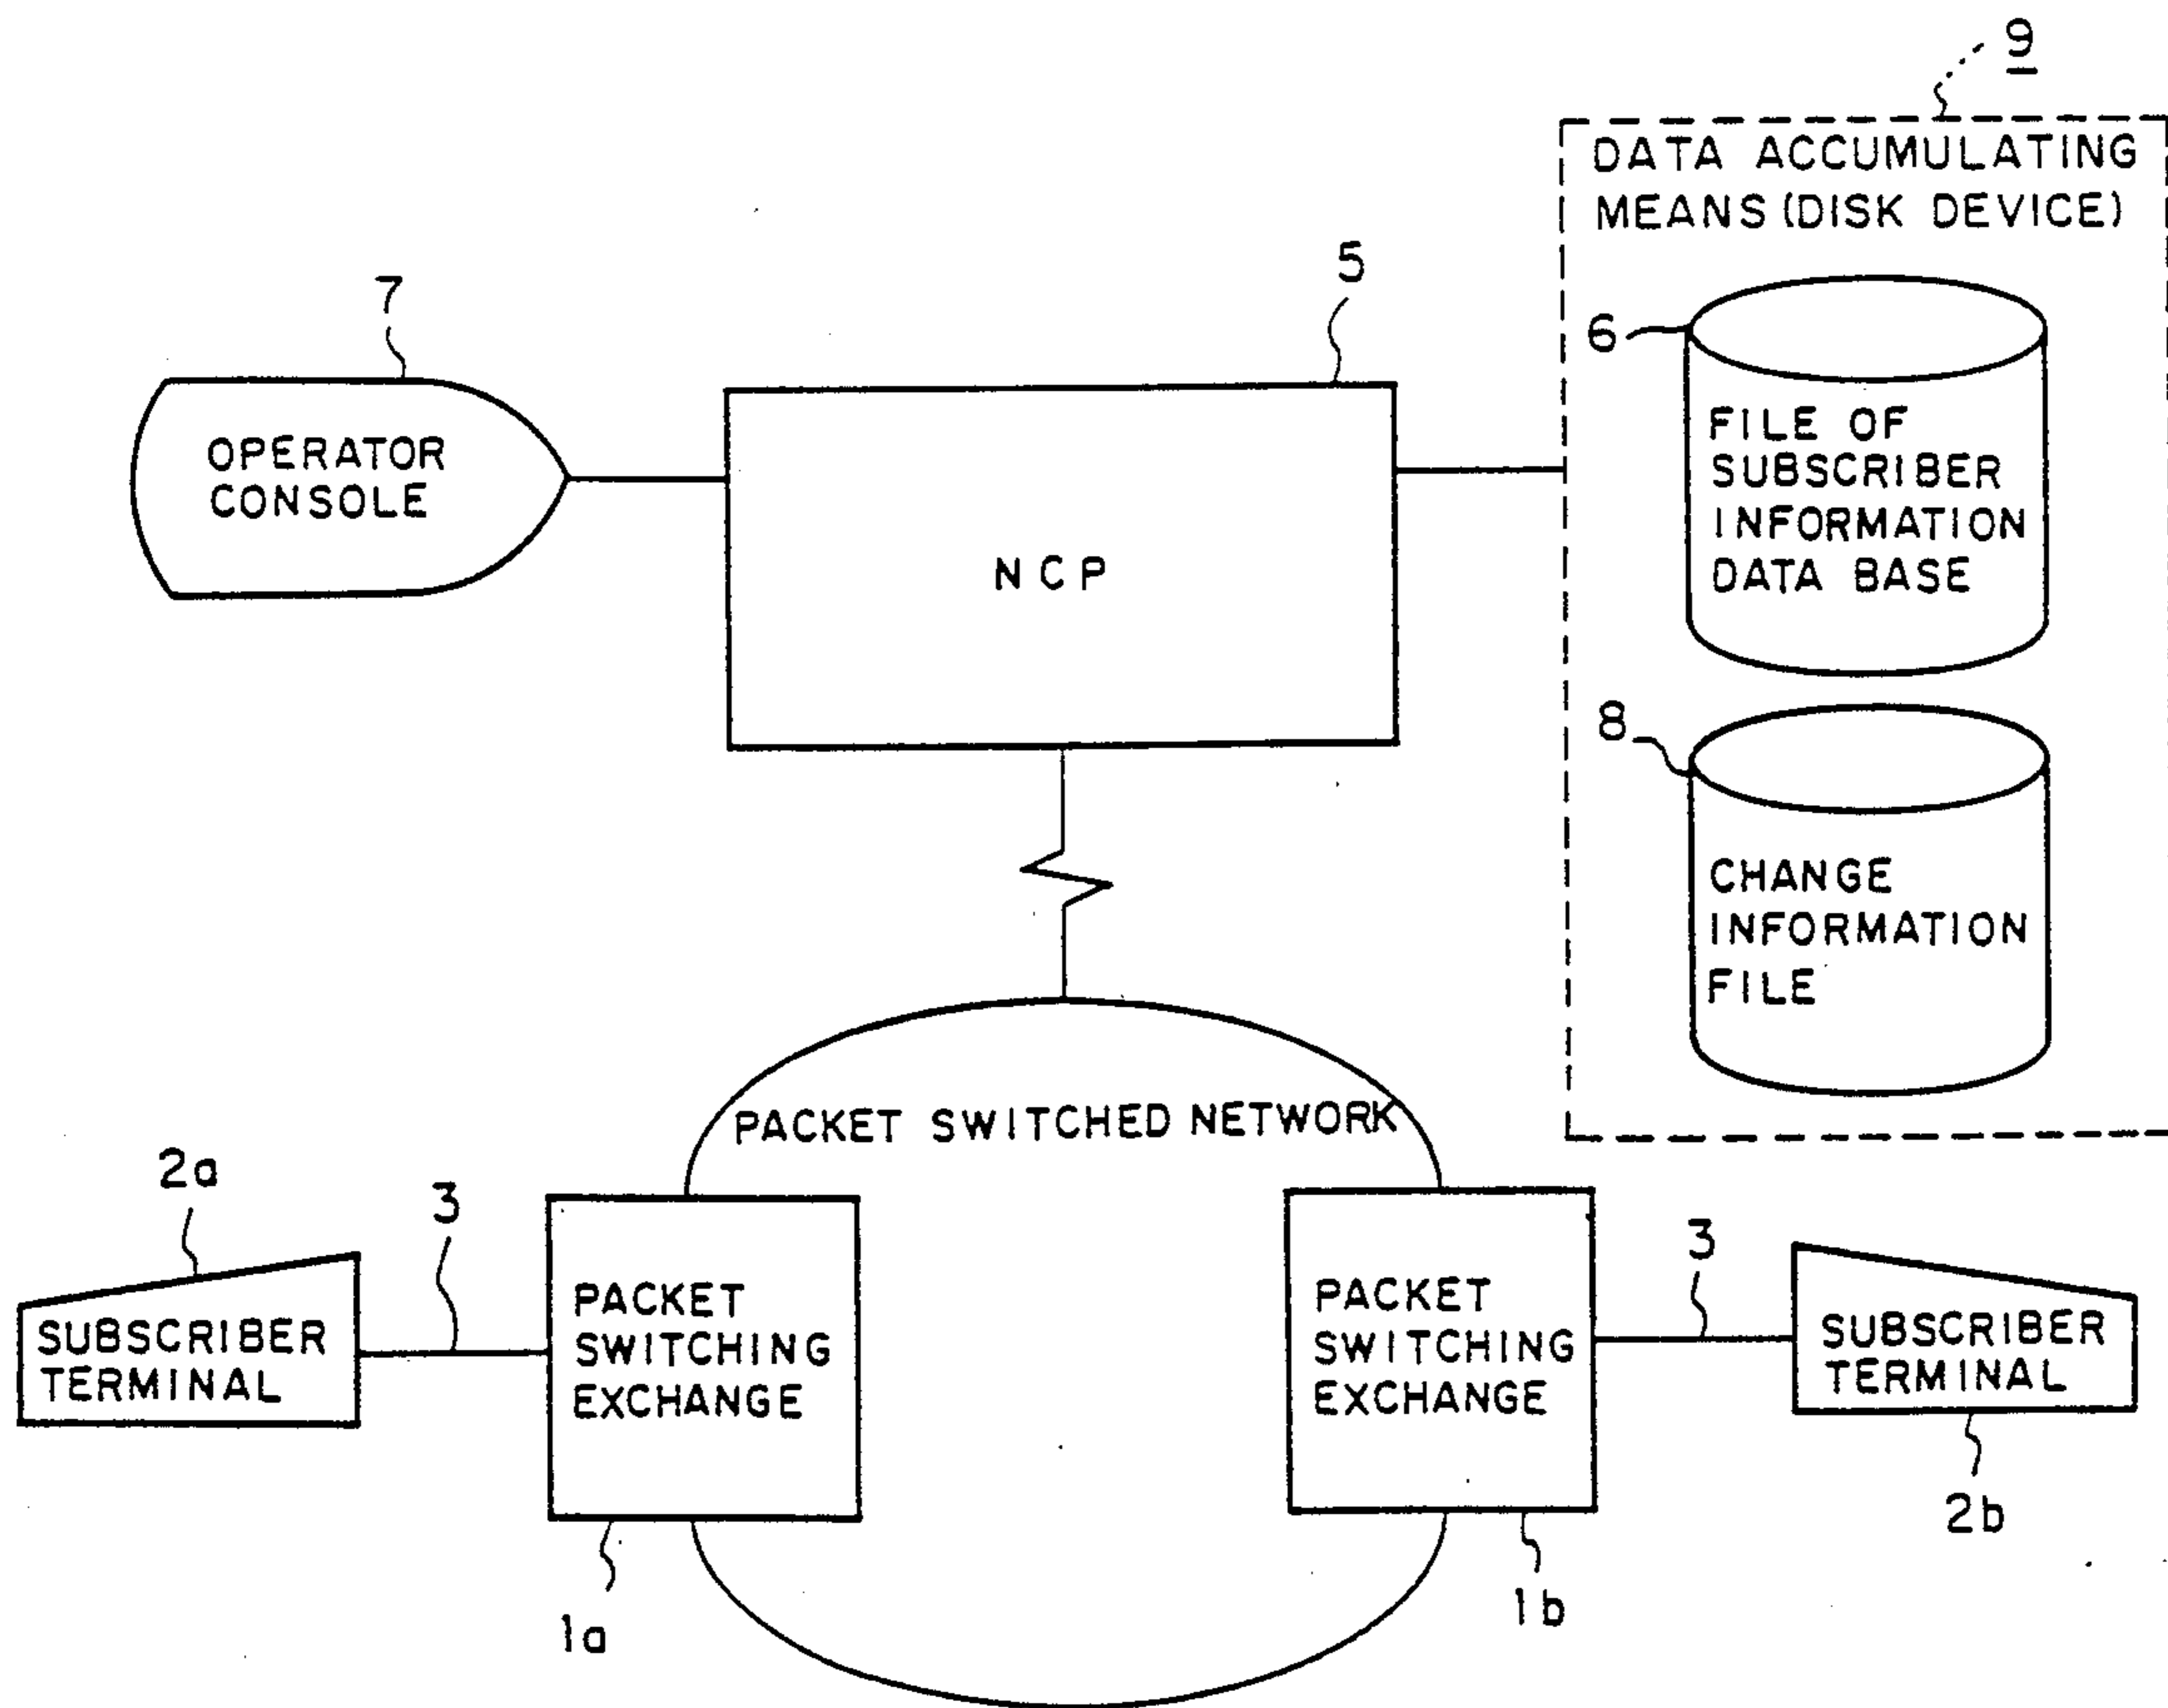 9
DATA ACCUMULATING
MEANS (DISK DEVICE)
5
7
6
OPERATOR
CONSOLE
FILE OF
SUBSCRIBER
INFORMATION
DATA BASE
NCP
8
CHANGE
INFORMATION
FILE
PACKET SWITCHED NETWORK
2a
3
3
PACKET
SWITCHING
EXCHANGE
PACKET
SWITCHING
EXCHANGE
SUBSCRIBER
TERMINAL
SUBSCRIBER
TERMINAL
2b
1a
1b